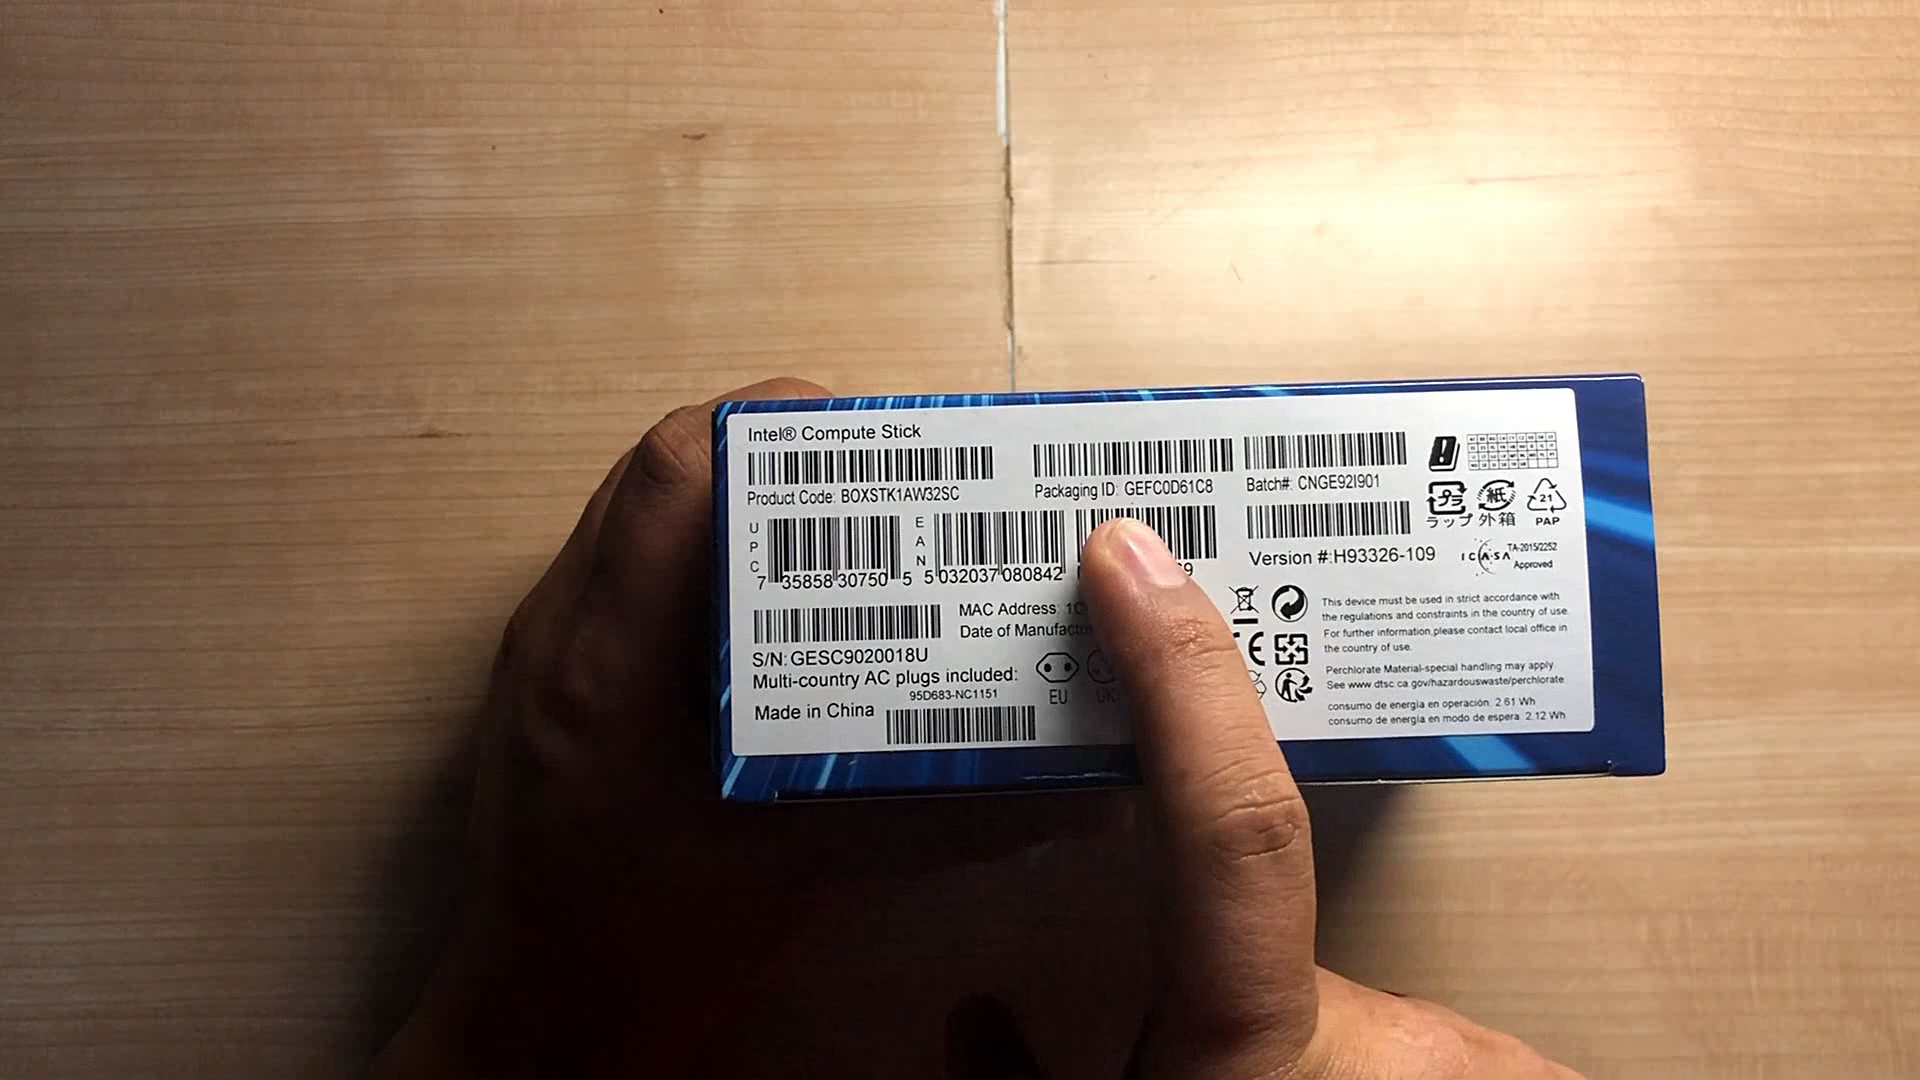 Intel® Compute Stick
Product Code: BOXSTK1AW32SC
Packaging ID: GEFC0D61C8
Batch#: CNGE92I901
UPC
7 35858 30750 5
EAN
5 032037 080842
Version #:H93326-109
ラップ 外箱
21
PAP
ICASA
TA-2015/2252
Approved
MAC Address:
Date of
S/N: GESC9020018U
Multi-country AC plugs included:
EU UK
95D683-NC1151
Made in China
CE
This device must be used in strict accordance with
the regulations and constraints in the country of use.
For further information,please contact local office in
the country of use.
Perchlorate Material-special handling may apply
See www.dtsc.ca.gov/hazardouswaste/perchlorate
consumo de energía en operación: 2.61 Wh
consumo de energía en modo de espera: 2.12 Wh